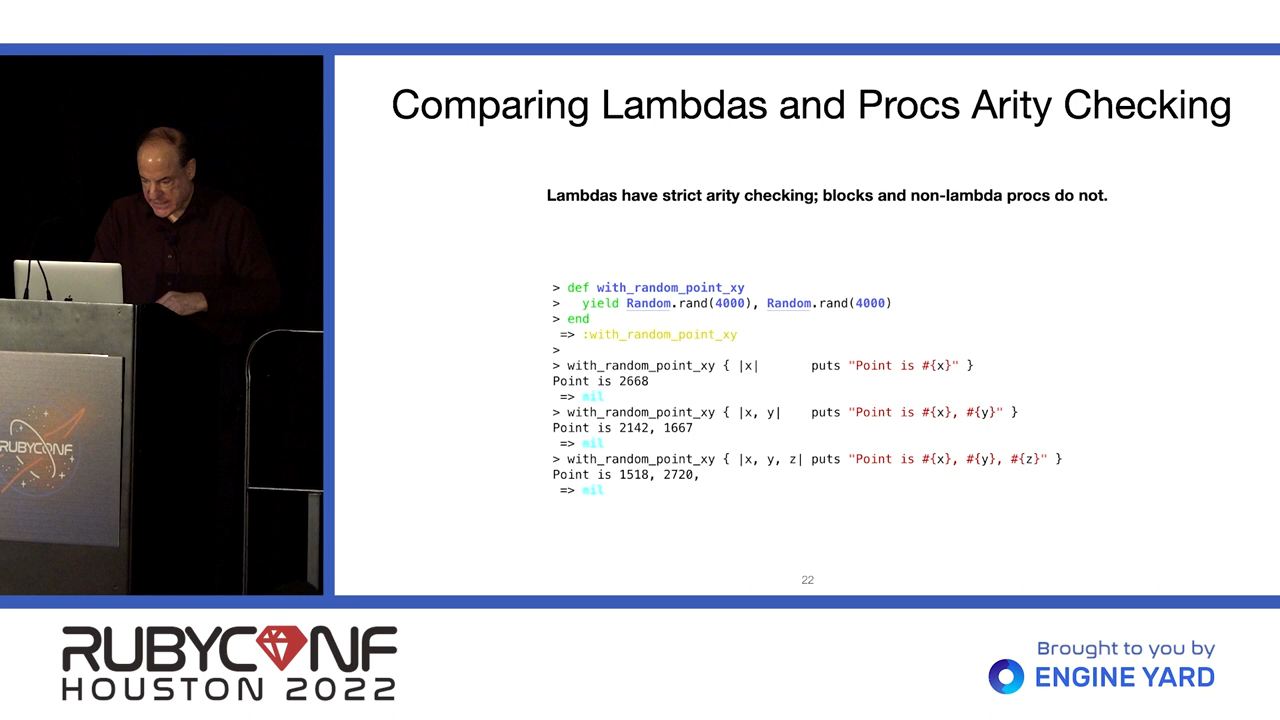 Comparing Lambdas and Procs Arity Checking
Lambdas have strict arity checking; blocks and non-lambda procs do not.
> def with_random_point_xy
>   yield Random.rand(4000), Random.rand(4000)
> end
 => :with_random_point_xy
>
> with_random_point_xy { |x|       puts "Point is #{x}" }
Point is 2668
 => nil
> with_random_point_xy { |x, y|    puts "Point is #{x}, #{y}" }
Point is 2142, 1667
 => nil
> with_random_point_xy { |x, y, z| puts "Point is #{x}, #{y}, #{z}" }
Point is 1518, 2720,
 => nil
22
RUBYCONF
RUBYCONF
HOUSTON 2022
Brought to you by
ENGINE YARD